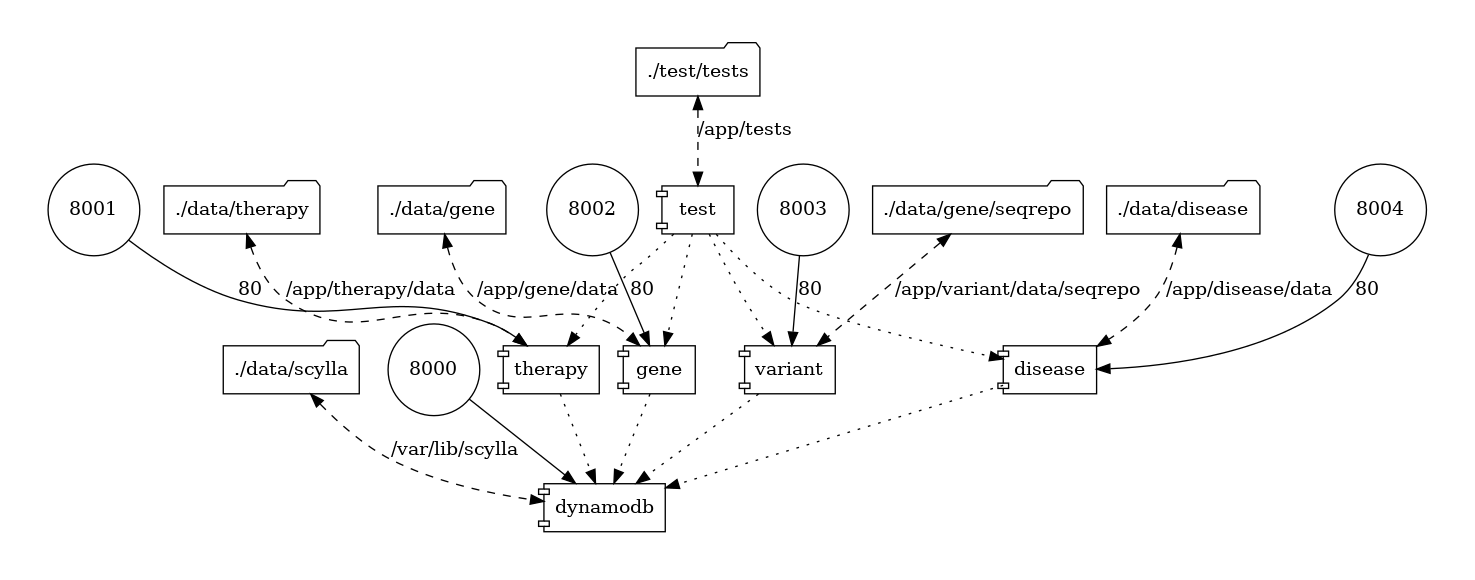 ./test/tests
/app/tests
8001
./data/therapy
./data/gene
8002
test
8003
./data/gene/seqrepo
./data/disease
8004
80
/app/therapy/data
/app/gene/data
80
80
/app/variant/data/seqrepo
/app/disease/data
80
./data/scylla
8000
therapy
gene
variant
disease
/var/lib/scylla
dynamodb